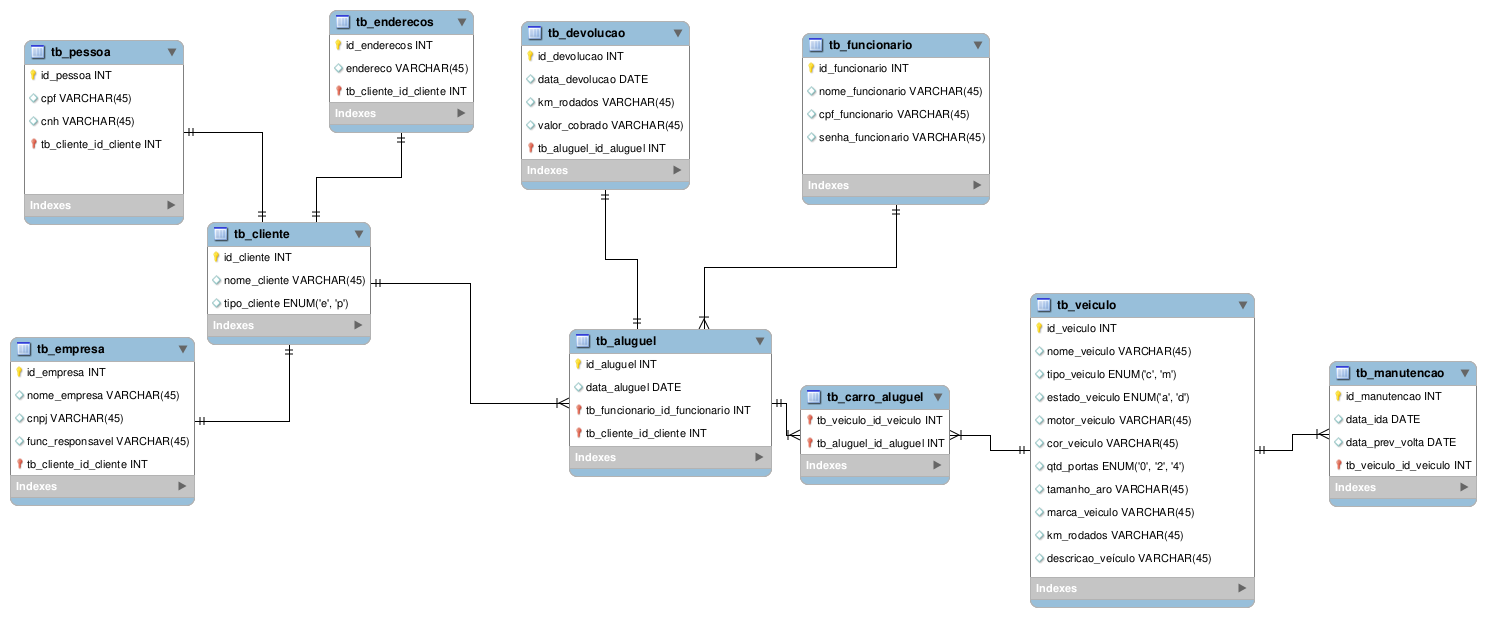 tb_pessoa
id_pessoa INT
cpf VARCHAR(45)
cnh VARCHAR(45)
tb_cliente_id_cliente INT
Indexes
tb_enderecos
id_enderecos INT
endereco VARCHAR(45)
tb_cliente_id_cliente INT
Indexes
tb_devolucao
id_devolucao INT
data_devolucao DATE
km_rodados VARCHAR(45)
valor_cobrado VARCHAR(45)
tb_aluguel_id_aluguel INT
Indexes
tb_funcionario
id_funcionario INT
nome_funcionario VARCHAR(45)
cpf_funcionario VARCHAR(45)
senha_funcionario VARCHAR(45)
Indexes
tb_cliente
id_cliente INT
nome_cliente VARCHAR(45)
tipo_cliente ENUM('e', 'p')
Indexes
tb_empresa
id_empresa INT
nome_empresa VARCHAR(45)
cnpj VARCHAR(45)
func_responsavel VARCHAR(45)
tb_cliente_id_cliente INT
Indexes
tb_aluguel
id_aluguel INT
data_aluguel DATE
tb_funcionario_id_funcionario INT
tb_cliente_id_cliente INT
Indexes
tb_carro_aluguel
tb_veiculo_id_veiculo INT
tb_aluguel_id_aluguel INT
Indexes
tb_veiculo
id_veiculo INT
nome_veiculo VARCHAR(45)
tipo_veiculo ENUM('c', 'm')
estado_veiculo ENUM('a', 'd')
motor_veiculo VARCHAR(45)
cor_veiculo VARCHAR(45)
qtd_portas ENUM('0', '2', '4')
tamanho_aro VARCHAR(45)
marca_veiculo VARCHAR(45)
km_rodados VARCHAR(45)
descricao_veículo VARCHAR(45)
Indexes
tb_manutencao
id_manutencao INT
data_ida DATE
data_prev_volta DATE
tb_veiculo_id_veiculo INT
Indexes